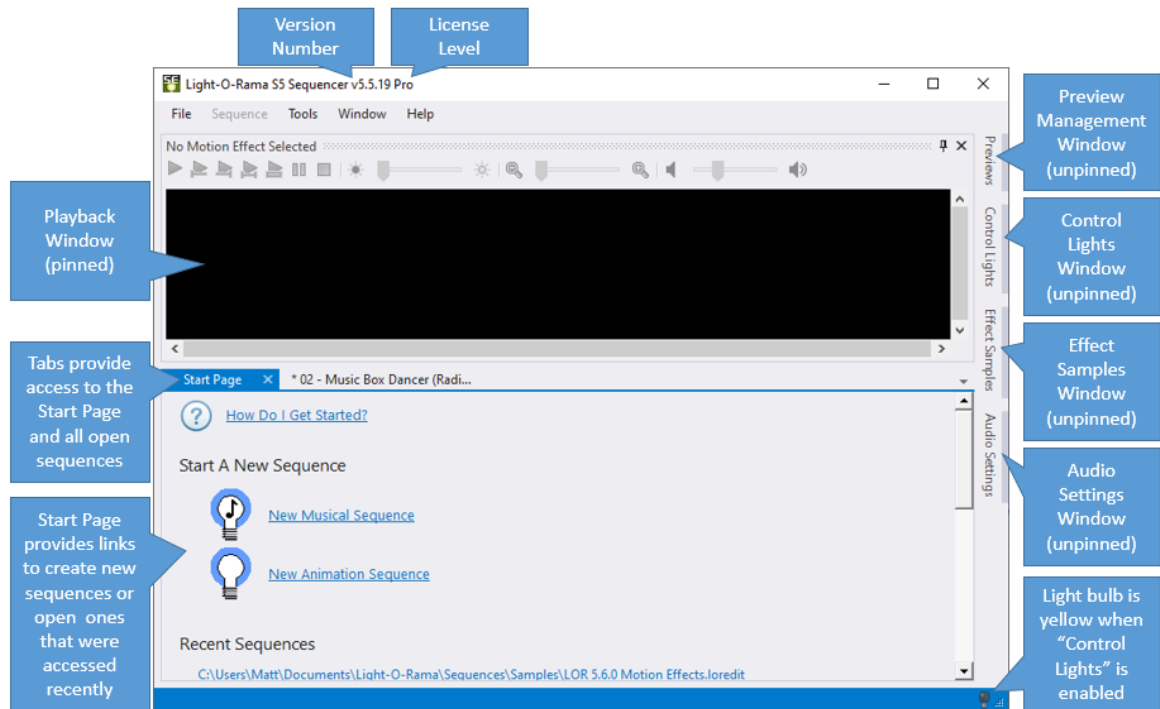 Version
Number
License
Level
Light-O-Rama S5 Sequencer v5.5.19 Pro
File Sequence Tools Window Help
No Motion Effect Selected
Previews
Control Lights
Effect Samples
Audio Settings
Preview
Management
Window
(unpinned)
Playback
Window
(pinned)
Control
Lights
Window
(unpinned)
Effect
Samples
Window
(unpinned)
Tabs provide
access to the
Start Page
and all open
sequences
Start Page * 02 - Music Box Dancer (Radi...
? How Do I Get Started?
Start A New Sequence
New Musical Sequence
New Animation Sequence
Recent Sequences
C:\Users\Matt\Documents\Light-O-Rama\Sequences\Samples\LOR 5.6.0 Motion Effects.loredit
Audio
Settings
Window
(unpinned)
Start Page
provides links
to create new
sequences or
open ones
that were
accessed
recently
Light bulb is
yellow when
“Control
Lights” is
enabled